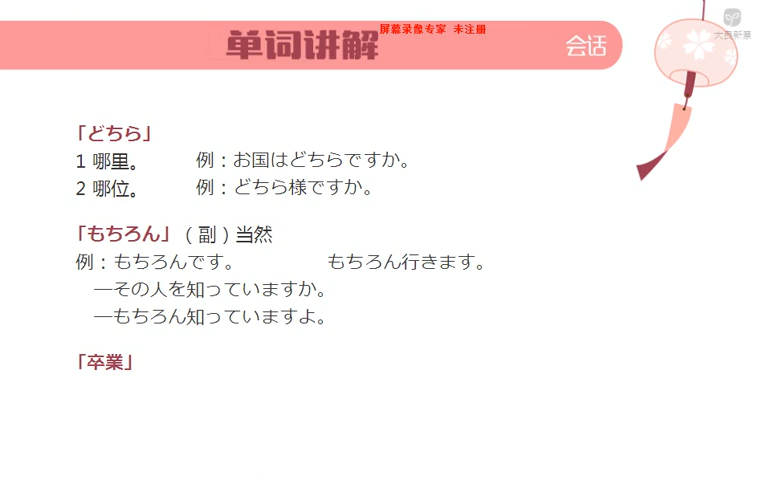 屏幕录像专家 未注册
单词讲解
会话
大良新素
「どちら」
1 哪里。 例：お国はどちらですか。
2 哪位。 例：どちら様ですか。
「もちろん」（副）当然
例：もちろんです。 もちろん行きます。
—その人を知っていますか。
—もちろん知っていますよ。
「卒業」